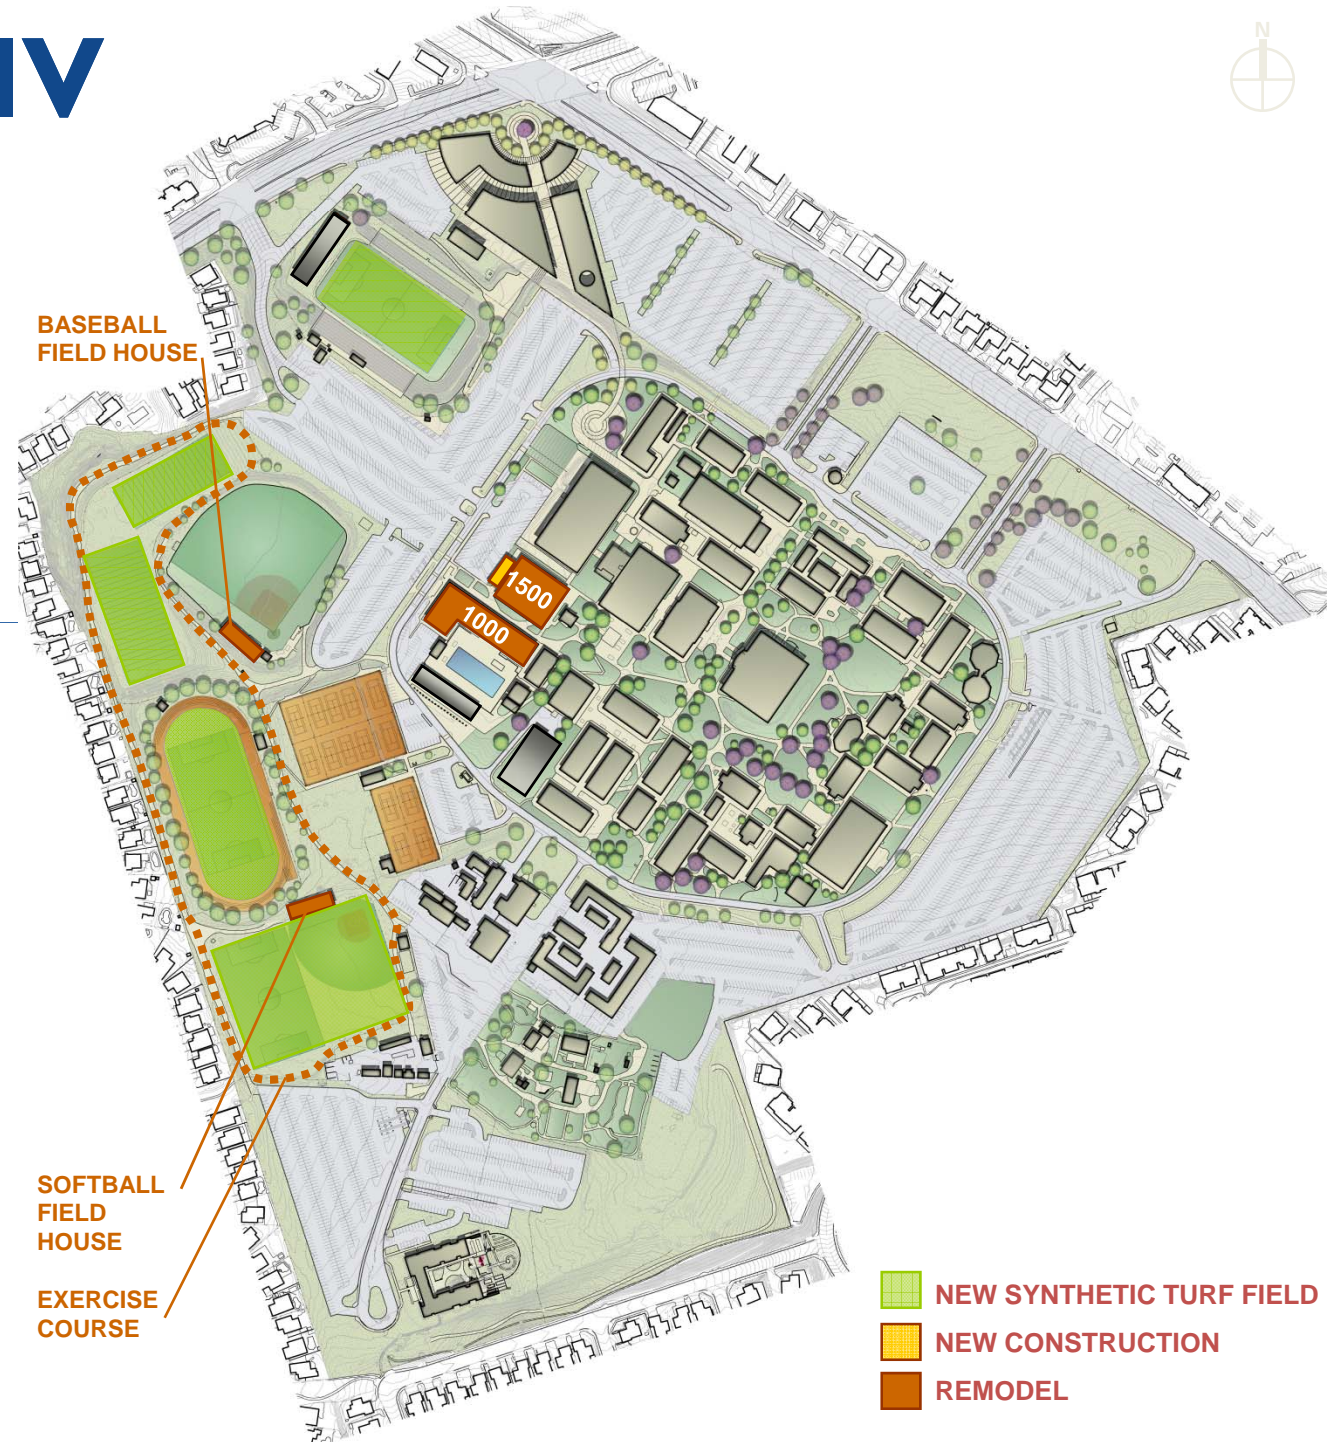 IV
N
BASEBALL
FIELD HOUSE
1500
1000
SOFTBALL
FIELD
HOUSE
EXERCISE
COURSE
NEW SYNTHETIC TURF FIELD
NEW CONSTRUCTION
REMODEL